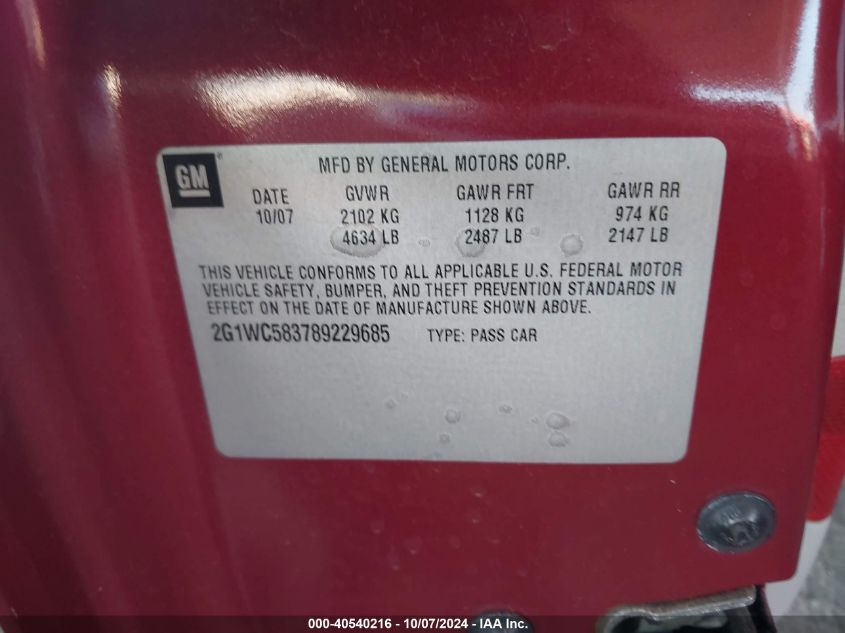 GM
MFD BY GENERAL MOTORS CORP.
DATE GVWR GAWR FRT GAWR RR
10/07 2102 KG 1128 KG 974 KG
4634 LB 2487 LB 2147 LB
THIS VEHICLE CONFORMS TO ALL APPLICABLE U.S. FEDERAL MOTOR
VEHICLE SAFETY, BUMPER, AND THEFT PREVENTION STANDARDS IN
EFFECT ON THE DATE OF MANUFACTURE SHOWN ABOVE.
2G1WC583789229685 TYPE: PASS CAR
000-40540216 - 10/07/2024 - IAA Inc.